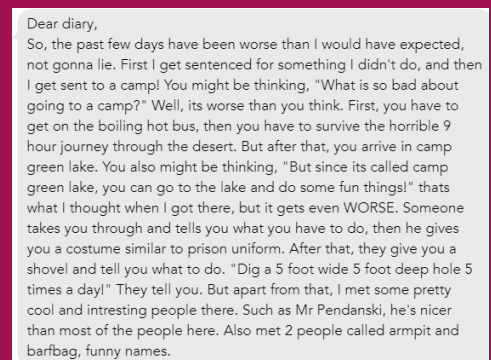 Dear diary,
So, the past few days have been worse than I would have expected,
not gonna lie. First I get sentenced for something I didn't do, and then
I get sent to a camp! You might be thinking, "What is so bad about
going to a camp?" Well, its worse than you think. First, you have to
get on the boiling hot bus, then you have to survive the horrible 9
hour journey through the desert. But after that, you arrive in camp
green lake. You also might be thinking, "But since its called camp
green lake, you can go to the lake and do some fun things!" thats
what I thought when I got there, but it gets even WORSE. Someone
takes you through and tells you what you have to do, then he gives
you a costume similar to prison uniform. After that, they give you a
shovel and tell you what to do. "Dig a 5 foot wide 5 foot deep hole 5
times a day!" They tell you. But apart from that, I met some pretty
cool and intresting people there. Such as Mr Pendanski, he's nicer
than most of the people here. Also met 2 people called armpit and
barfbag, funny names.